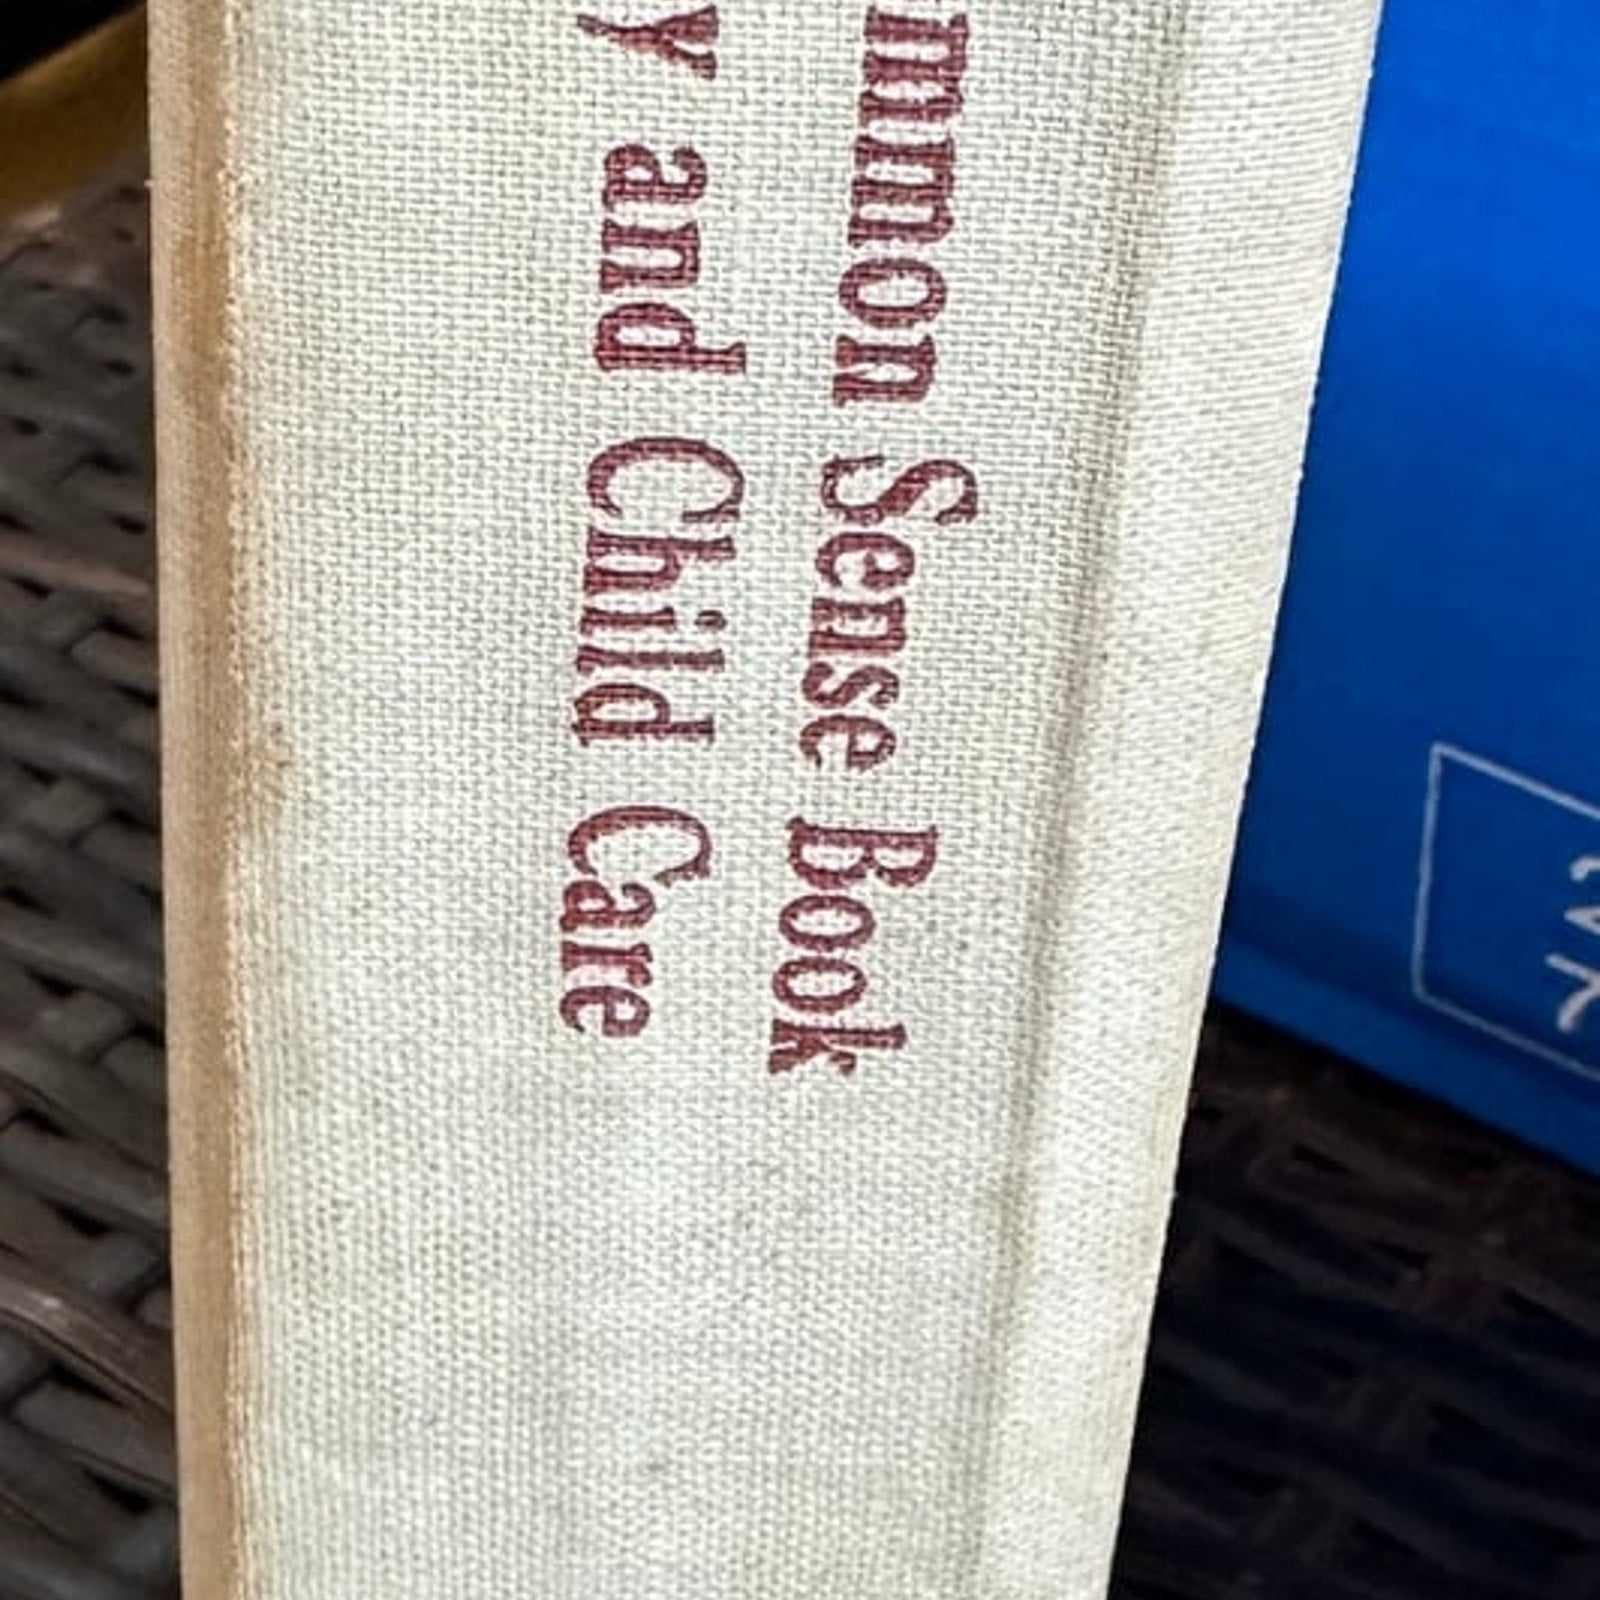 mmon Sense Book
y and Child Care